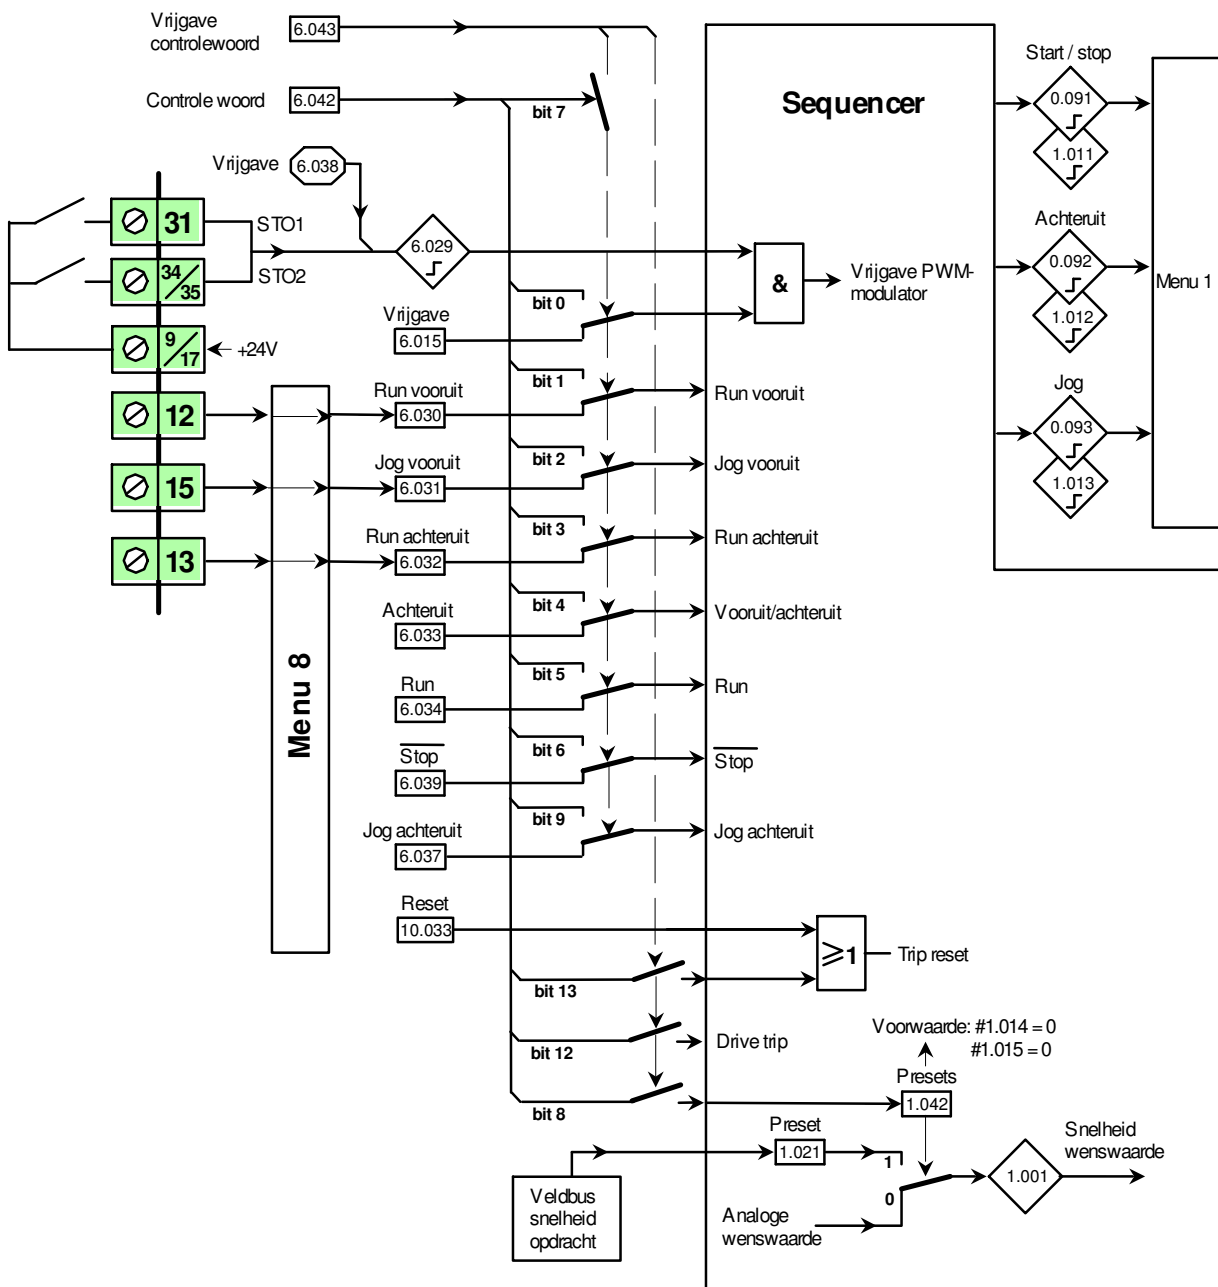 Vrijgave
controlewoord
6.043
Controle woord
6.042
bit 7
Sequencer
Start / stop
0.091
1.011
Vrijgave
6.038
31
STO1
34/35
STO2
6.029
&
Vrijgave PWM-
modulator
Achteruit
0.092
1.012
Menu 1
9/17
+24V
bit 0
Vrijgave
6.015
12
Run vooruit
6.030
bit 1
Run vooruit
Jog
0.093
1.013
15
Jog vooruit
6.031
bit 2
Jog vooruit
13
Run achteruit
6.032
bit 3
Run achteruit
Menu 8
Achteruit
6.033
bit 4
Vooruit/achteruit
Run
6.034
bit 5
Run
Stop
6.039
bit 6
Stop
Jog achteruit
6.037
bit 9
Jog achteruit
Reset
10.033
≥1
Trip reset
bit 13
bit 12
Drive trip
Voorwaarde: #1.014 = 0
#1.015 = 0
bit 8
Presets
1.042
Preset
1.021
1
0
Snelheid
wenswaarde
1.001
Veldbus
snelheid
opdracht
Analoge
wenswaarde